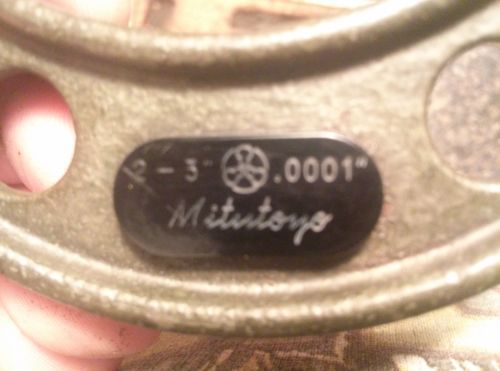 2 - 3" .0001"
Mitutoyo